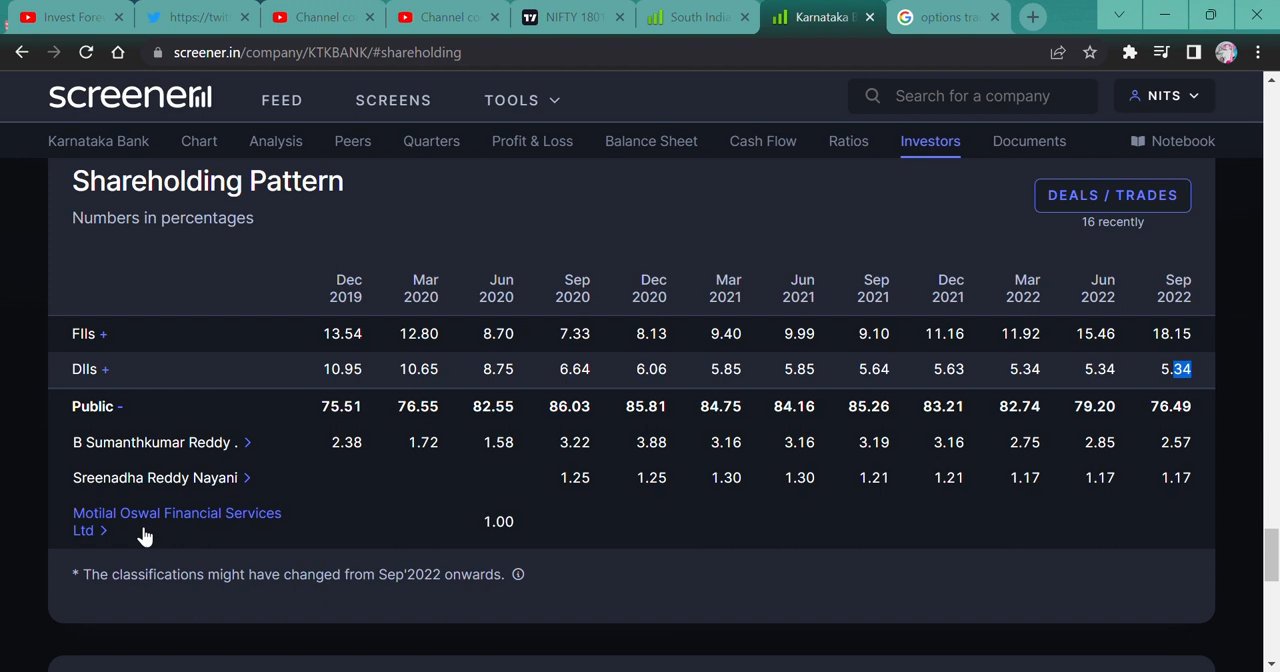 Invest Fore
https://twit
Channel co
Channel co
NIFTY 1801
South India
Karnataka B
options tra
screener.in/company/KTKBANK/#shareholding
screener
FEED
SCREENS
TOOLS
Search for a company
NITS
Karnataka Bank Chart Analysis Peers Quarters Profit & Loss Balance Sheet Cash Flow Ratios Investors Documents Notebook
Shareholding Pattern
DEALS / TRADES
Numbers in percentages
16 recently
Dec Mar Jun Sep Dec Mar Jun Sep Dec Mar Jun Sep
2019 2020 2020 2020 2020 2021 2021 2021 2021 2022 2022 2022
FIIs + 13.54 12.80 8.70 7.33 8.13 9.40 9.99 9.10 11.16 11.92 15.46 18.15
DIIs + 10.95 10.65 8.75 6.64 6.06 5.85 5.85 5.64 5.63 5.34 5.34 5.34
Public - 75.51 76.55 82.55 86.03 85.81 84.75 84.16 85.26 83.21 82.74 79.20 76.49
B Sumanthkumar Reddy . 2.38 1.72 1.58 3.22 3.88 3.16 3.16 3.19 3.16 2.75 2.85 2.57
Sreenadha Reddy Nayani 1.25 1.25 1.30 1.30 1.21 1.21 1.17 1.17 1.17
Motilal Oswal Financial Services
Ltd 1.00
* The classifications might have changed from Sep'2022 onwards.